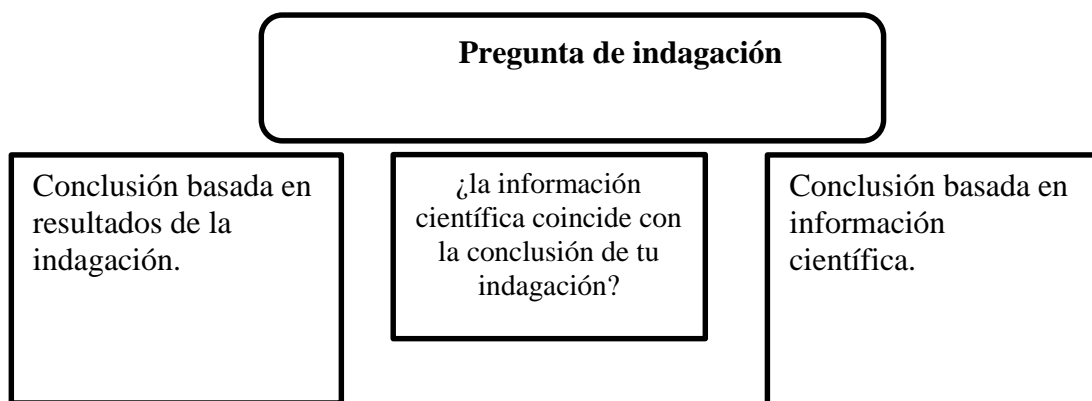 Pregunta de indagación
Conclusión basada en
resultados de la
indagación.
¿la información
científica coincide con
la conclusión de tu
indagación?
Conclusión basada en
información
científica.